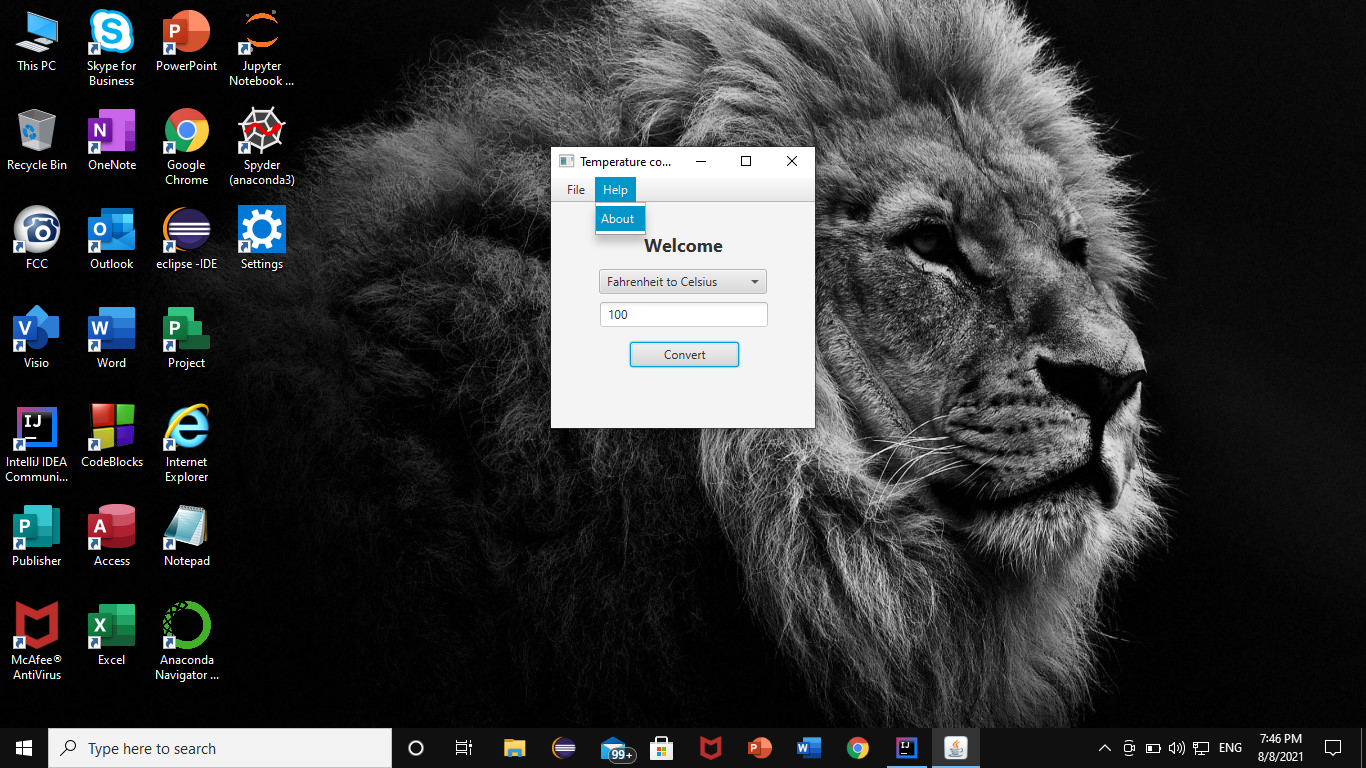 This PC
Skype for
Business
PowerPoint
Jupyter
Notebook ...
Recycle Bin
OneNote
Google
Chrome
Spyder
(anaconda3)
FCC
Outlook
eclipse -IDE
Settings
Visio
Word
Project
IntelliJ IDEA
Communi...
CodeBlocks
Internet
Explorer
Publisher
Access
Notepad
McAfee®
AntiVirus
Excel
Anaconda
Navigator ...
Temperature co...
File
Help
About
Welcome
Fahrenheit to Celsius
100
Convert
Type here to search
99+
ENG
7:46 PM
8/8/2021